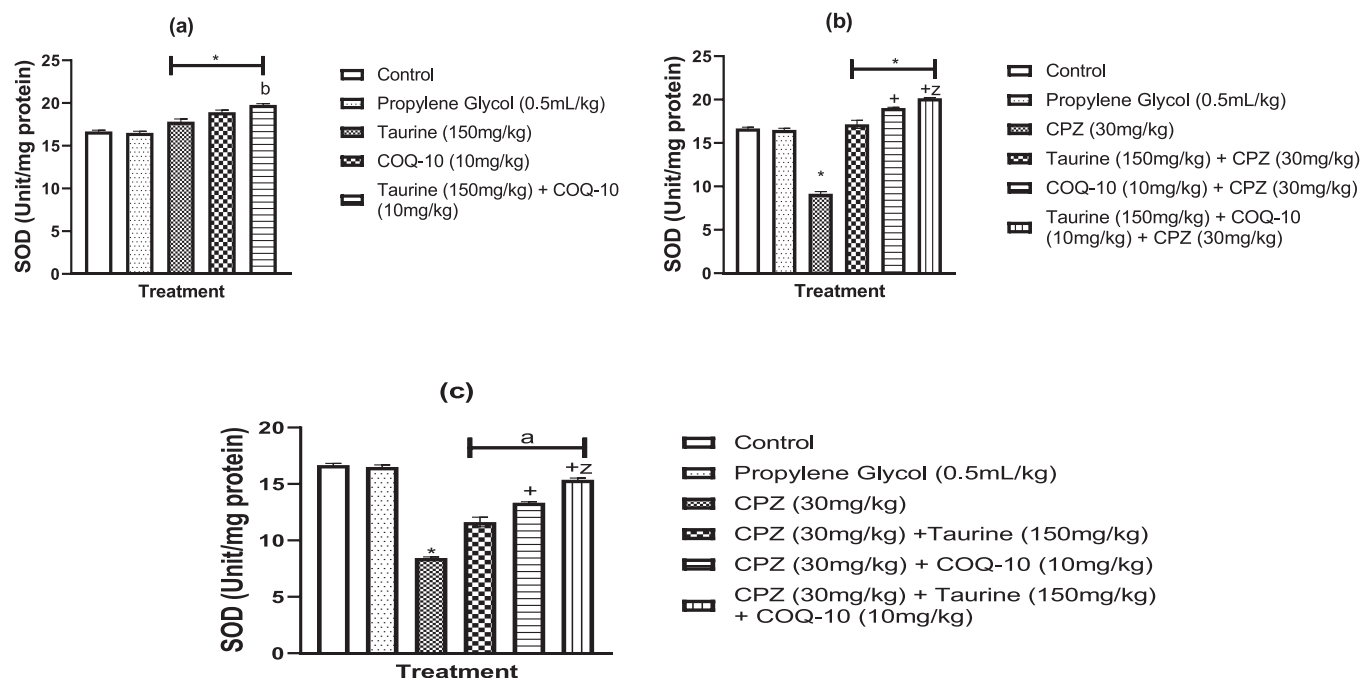 (a)
SOD (Unit/mg protein)
25
20
15
10
5
0
*
b
Treatment
Control
Propylene Glycol (0.5mL/kg)
Taurine (150mg/kg)
COQ-10 (10mg/kg)
Taurine (150mg/kg) + COQ-10
(10mg/kg)
(b)
SOD (Unit/mg protein)
25
20
15
10
5
0
*
*
+
+z
Treatment
Control
Propylene Glycol (0.5mL/kg)
CPZ (30mg/kg)
Taurine (150mg/kg) + CPZ (30mg/kg)
COQ-10 (10mg/kg) + CPZ (30mg/kg)
Taurine (150mg/kg) + COQ-10
(10mg/kg) + CPZ (30mg/kg)
(c)
SOD (Unit/mg protein)
20
15
10
5
0
*
a
+
+z
Treatment
Control
Propylene Glycol (0.5mL/kg)
CPZ (30mg/kg)
CPZ (30mg/kg) +Taurine (150mg/kg)
CPZ (30mg/kg) + COQ-10 (10mg/kg)
CPZ (30mg/kg) + Taurine (150mg/kg)
+ COQ-10 (10mg/kg)